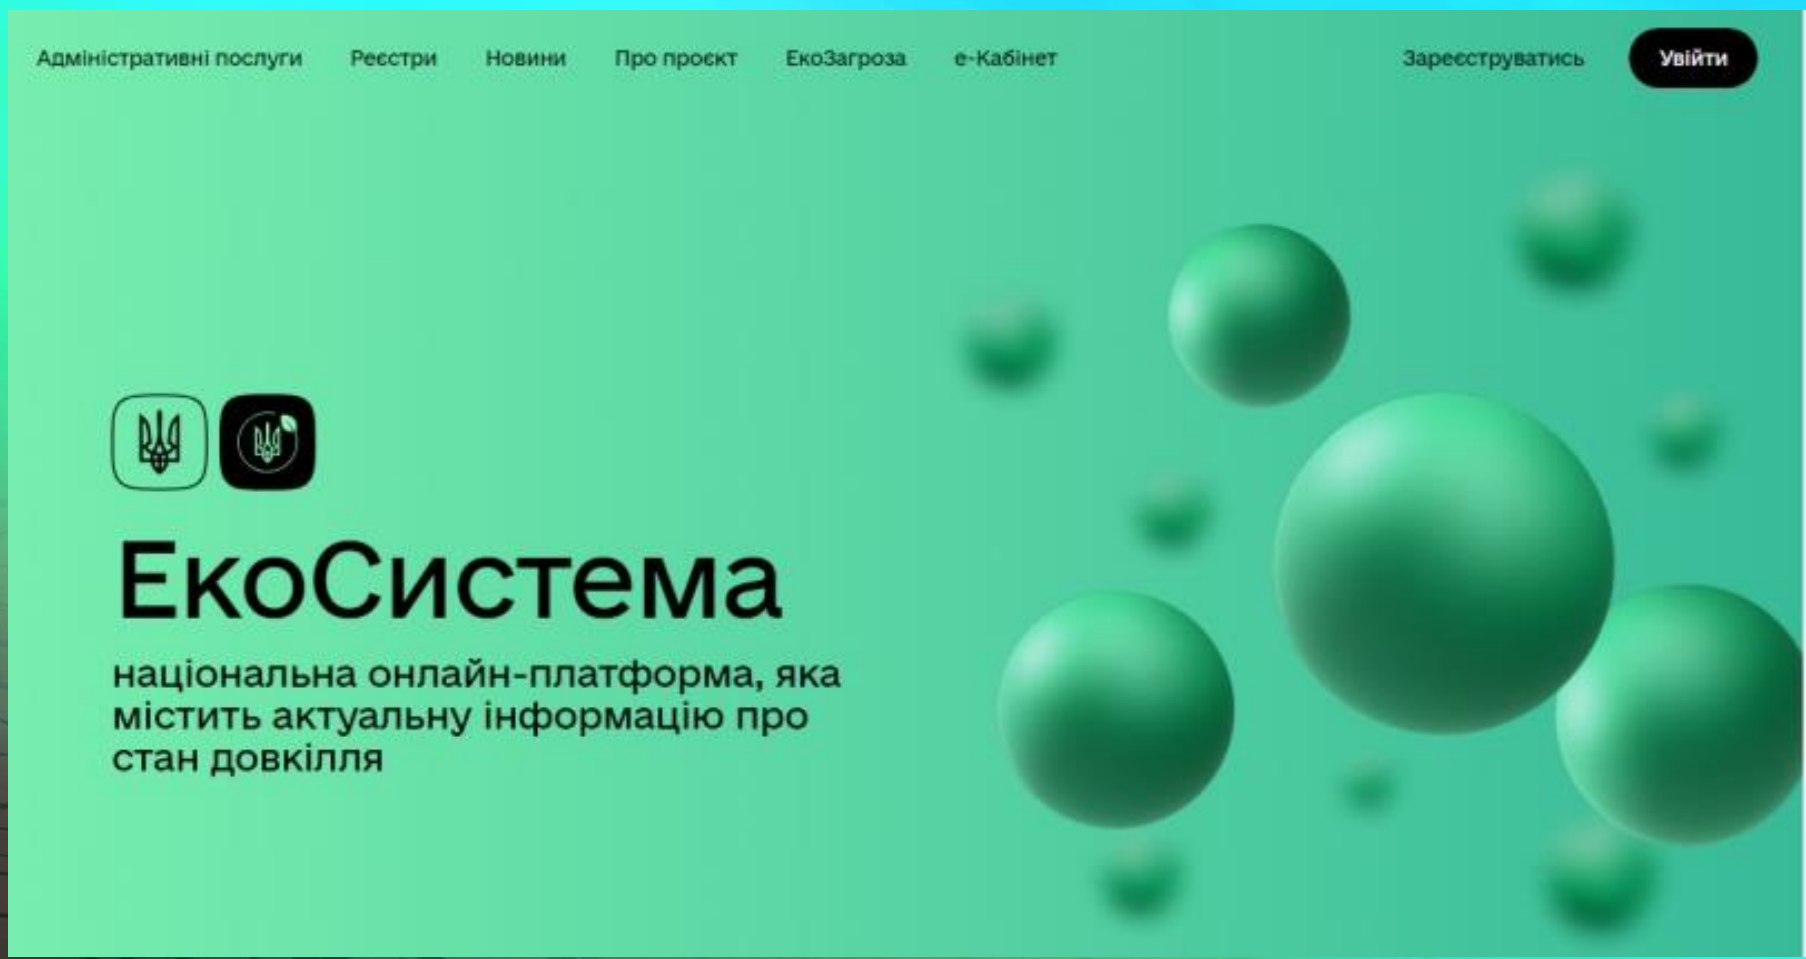 Адміністративні послуги Реєстри Новини Про проєкт ЕкоЗагроза е-Кабінет Зареєструватись Увійти
ЕкоСистема
національна онлайн-платформа, яка
містить актуальну інформацію про
стан довкілля